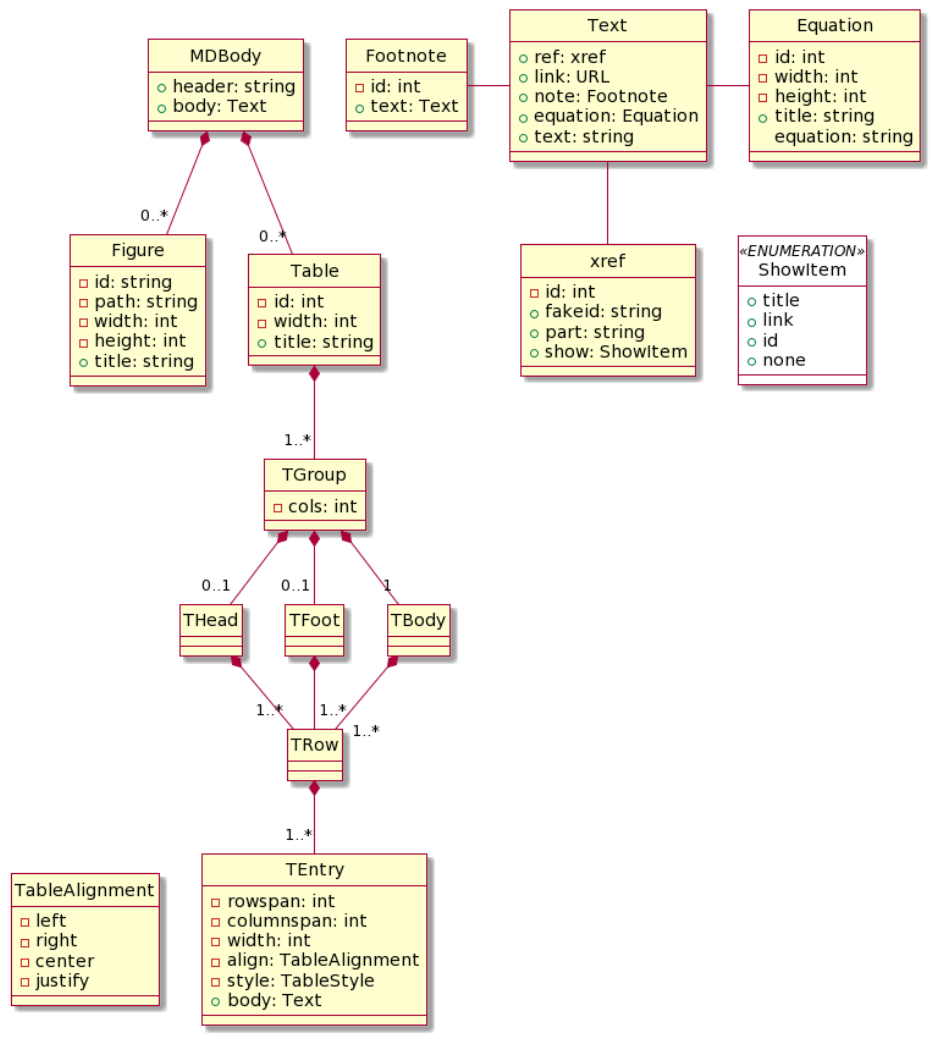 MDBody
header: string
body: Text
Footnote
id: int
text: Text
Text
ref: xref
link: URL
note: Footnote
equation: Equation
text: string
Equation
id: int
width: int
height: int
title: string
equation: string
0..*
0..*
Figure
id: string
path: string
width: int
height: int
title: string
Table
id: int
width: int
title: string
xref
id: int
fakeid: string
part: string
show: ShowItem
«ENUMERATION»
ShowItem
title
link
id
none
1..*
TGroup
cols: int
0..1
0..1
1
THead
TFoot
TBody
1..*
1..*
1..*
TRow
1..*
TableAlignment
left
right
center
justify
TEntry
rowspan: int
columnspan: int
width: int
align: TableAlignment
style: TableStyle
body: Text